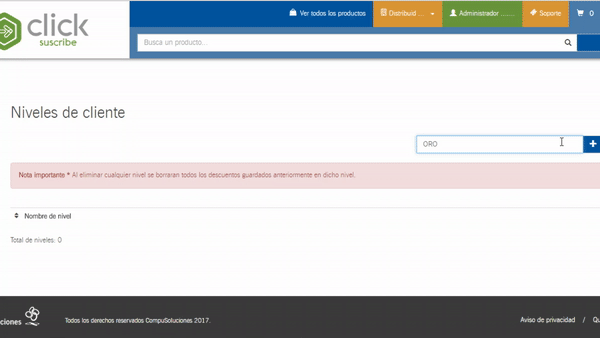 click
suscribe
Ver todos los productos
Distribuid ...
Administrador .......
Soporte
0
Busca un producto...
Niveles de cliente
ORO
Nota Importante * Al eliminar cualquier nivel se borraran todos los descuentos guardados anteriormente en dicho nivel.
Nombre de nivel
Total de niveles: 0
ciones
Todos los derechos reservados CompuSoluciones 2017.
Aviso de privacidad / Qu